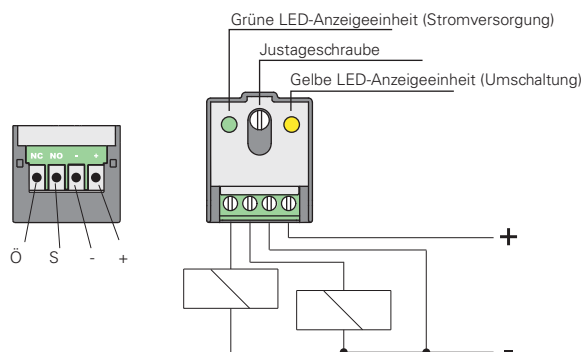 Grüne LED-Anzeigeeinheit (Stromversorgung)
Justageschraube
Gelbe LED-Anzeigeeinheit (Umschaltung)
NC NO - +
Ö S - +
+
-